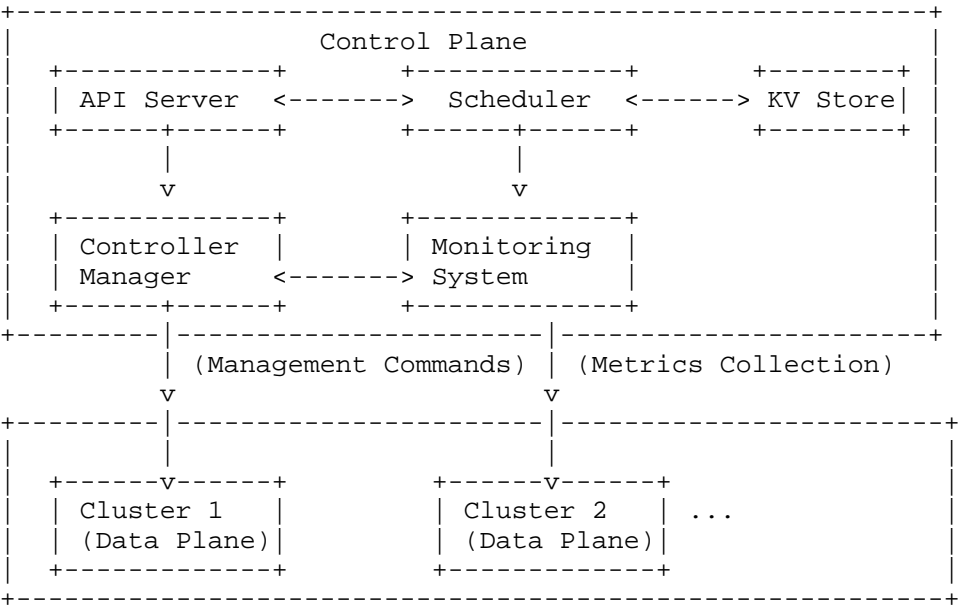 Control Plane
API Server <-------> Scheduler <------> KV Store
v v
Controller Monitoring
Manager <-------> System
(Management Commands) (Metrics Collection)
v v
v v
Cluster 1 Cluster 2 ...
(Data Plane) (Data Plane)